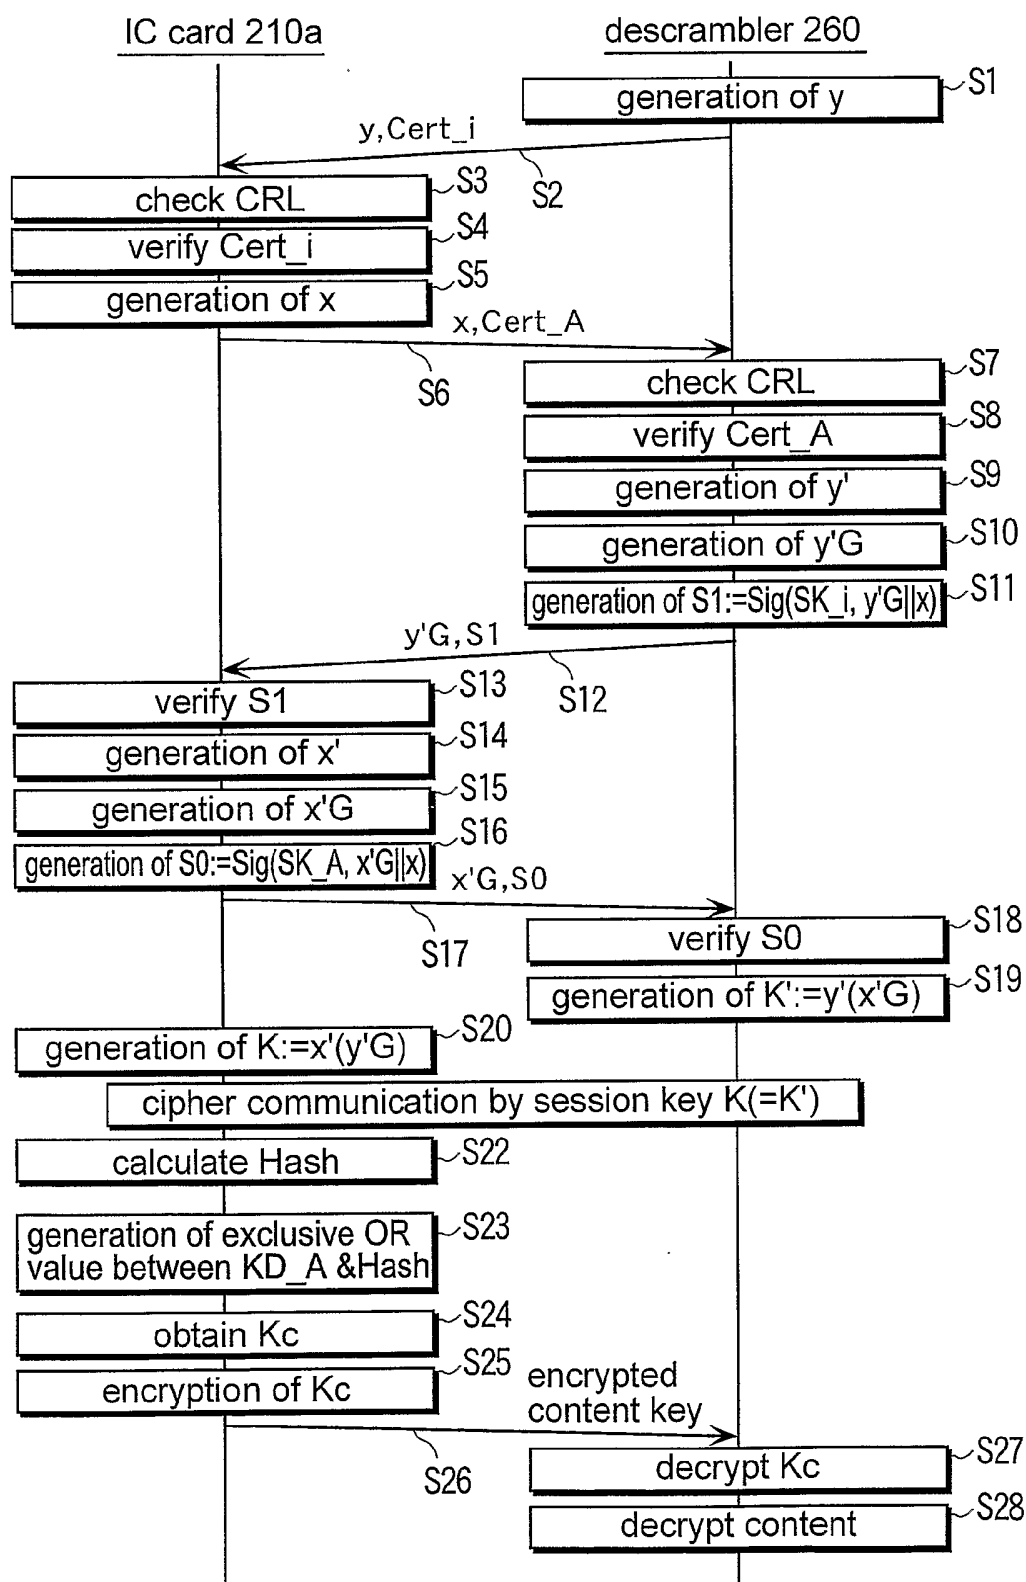 IC card 210a
descrambler 260
generation of y
S1
y,Cert_i
S2
check CRL
S3
verify Cert_i
S4
generation of x
S5
x,Cert_A
S6
check CRL
S7
verify Cert_A
S8
generation of y'
S9
generation of y'G
S10
generation of S1:=Sig(SK_i, y'G||x)
S11
y'G,S1
S12
verify S1
S13
generation of x'
S14
generation of x'G
S15
generation of S0:=Sig(SK_A, x'G||x)
S16
x'G,S0
S17
verify S0
S18
generation of K':=y'(x'G)
S19
generation of K:=x'(y'G)
S20
cipher communication by session key K(=K')
calculate Hash
S22
generation of exclusive OR
value between KD_A &Hash
S23
obtain Kc
S24
encryption of Kc
S25
encrypted
content key
S26
decrypt Kc
S27
decrypt content
S28